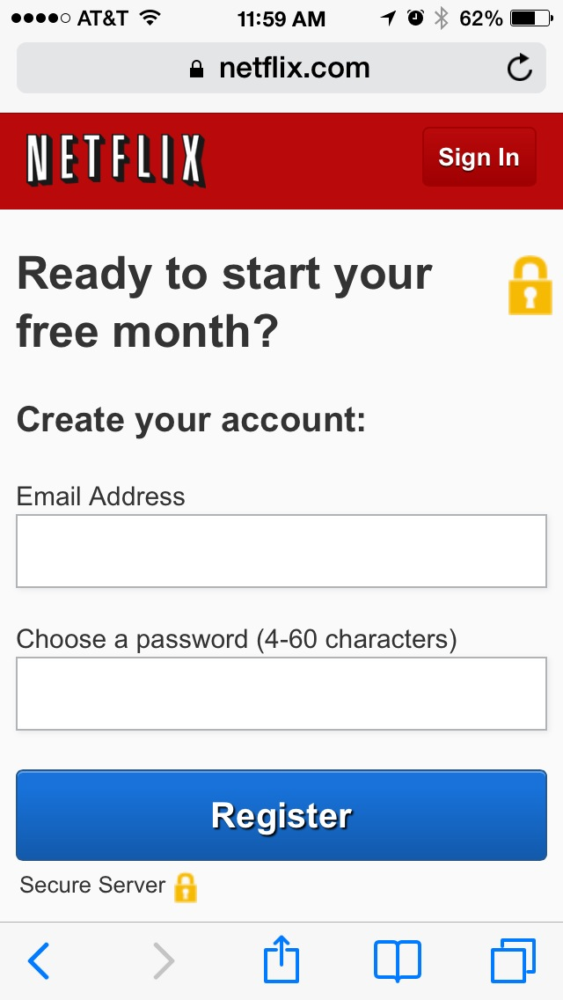 AT&T 11:59 AM 62%
netflix.com
NETFLIX Sign In
Ready to start your
free month?
Create your account:
Email Address
Choose a password (4-60 characters)
Register
Secure Server